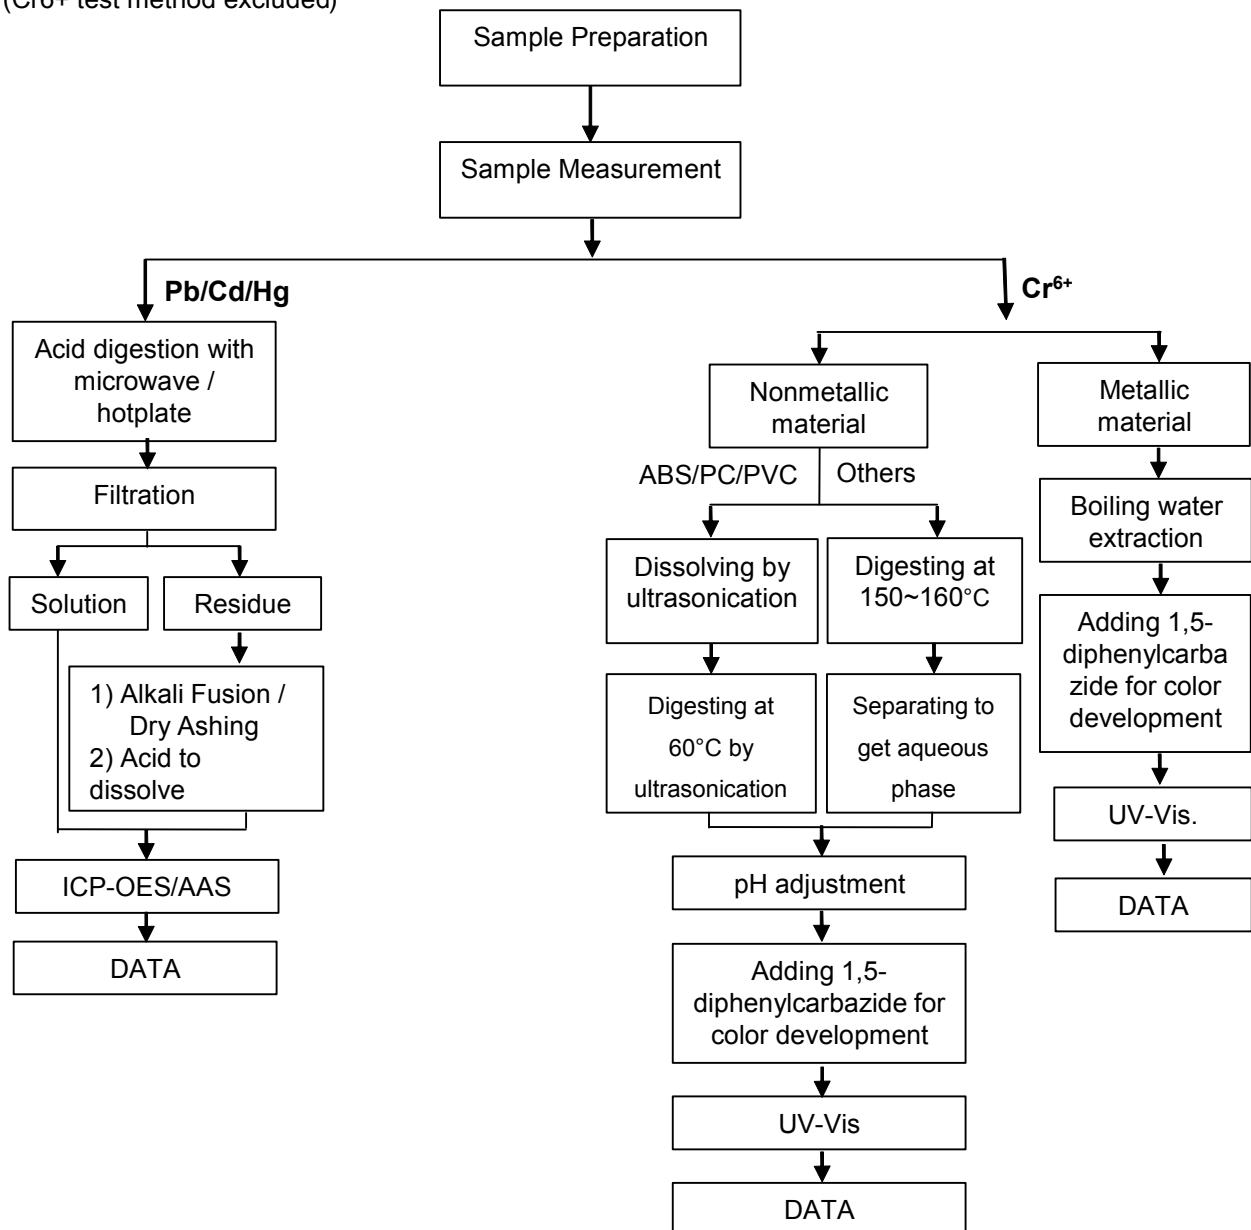 (Cr6+ test method excluded)
Sample Preparation
Sample Measurement
Pb/Cd/Hg
Cr6+
Acid digestion with
microwave /
hotplate
Filtration
Solution
Residue
1) Alkali Fusion /
Dry Ashing
2) Acid to
dissolve
ICP-OES/AAS
DATA
Nonmetallic
material
ABS/PC/PVC
Others
Dissolving by
ultrasonication
Digesting at
150~160°C
Digesting at
60°C by
ultrasonication
Separating to
get aqueous
phase
pH adjustment
Adding 1,5-
diphenylcarbazide for
color development
UV-Vis
DATA
Metallic
material
Boiling water
extraction
Adding 1,5-
diphenylcarba
zide for color
development
UV-Vis.
DATA